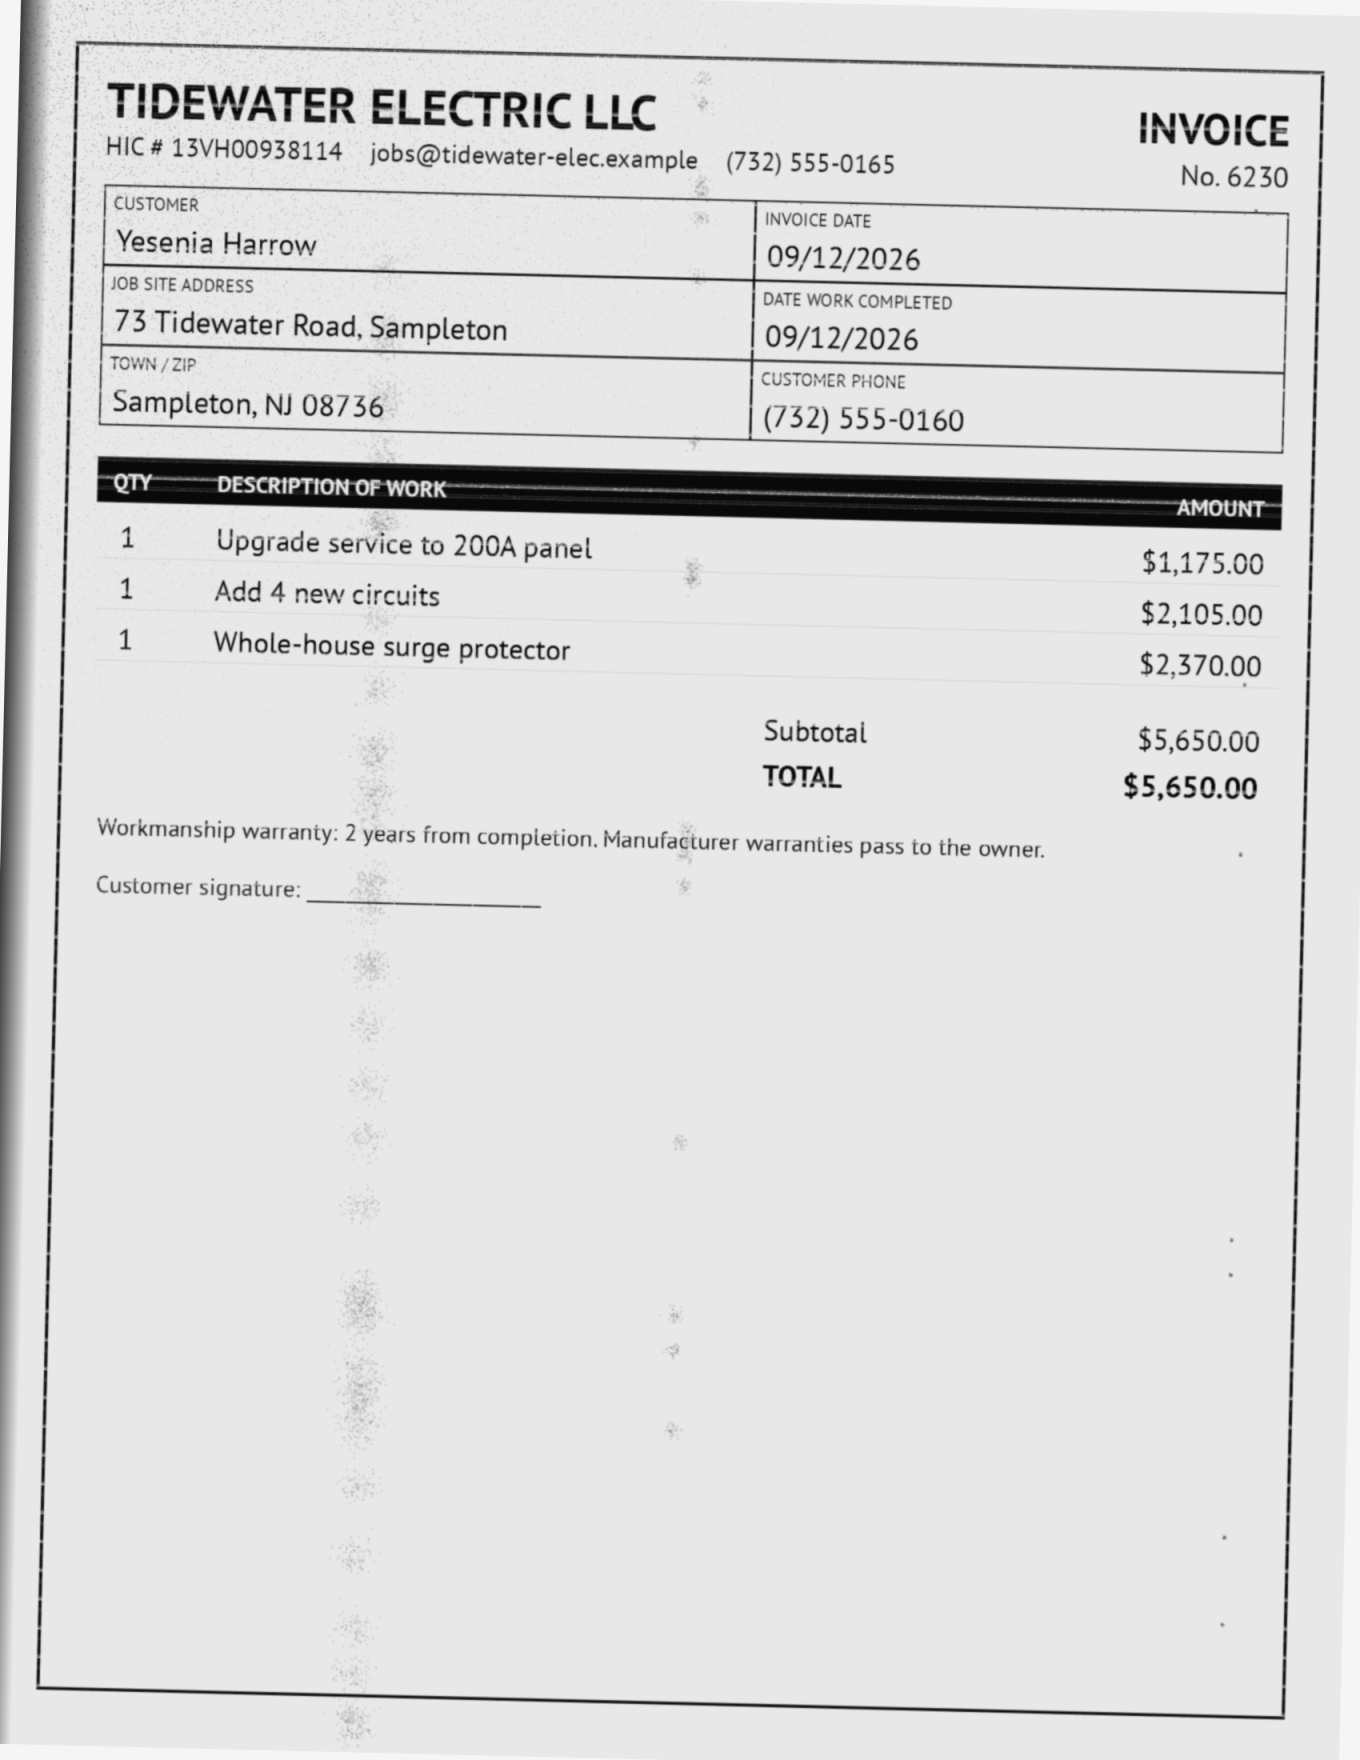 TIDEWATER ELECTRIC LLC
INVOICE
HIC # 13VH00938114 jobs@tidewater-elec.example (732) 555-0165
No. 6230
CUSTOMER
Yesenia Harrow
INVOICE DATE
09/12/2026
JOB SITE ADDRESS
73 Tidewater Road, Sampleton
DATE WORK COMPLETED
09/12/2026
TOWN / ZIP
Sampleton, NJ 08736
CUSTOMER PHONE
(732) 555-0160
QTY DESCRIPTION OF WORK AMOUNT
1 Upgrade service to 200A panel $1,175.00
1 Add 4 new circuits $2,105.00
1 Whole-house surge protector $2,370.00
Subtotal $5,650.00
TOTAL $5,650.00
Workmanship warranty: 2 years from completion. Manufacturer warranties pass to the owner.
Customer signature: ____________________